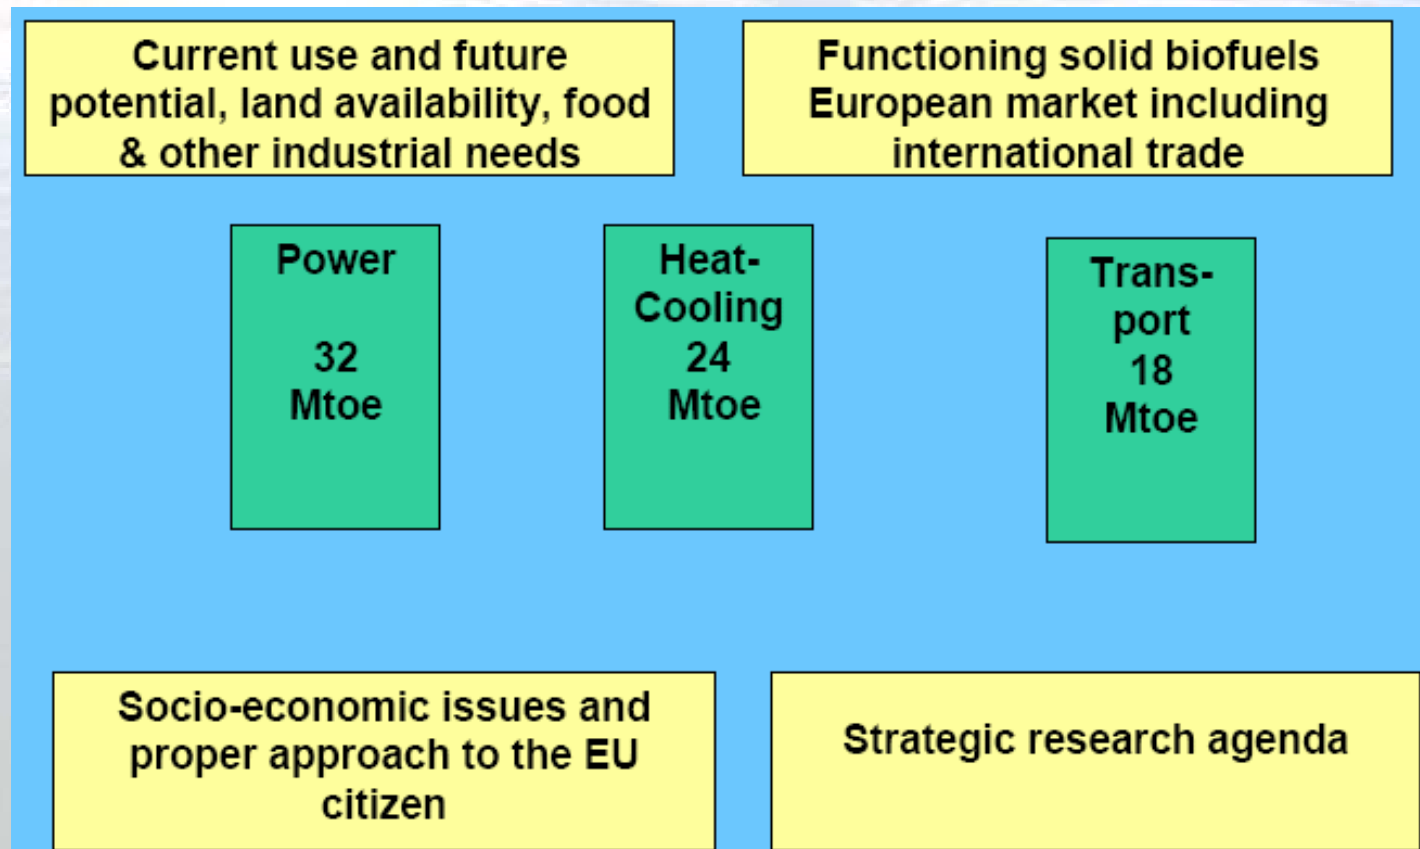 Current use and future
potential, land availability, food
& other industrial needs
Functioning solid biofuels
European market including
international trade
Power
32
Mtoe
Heat-
Cooling
24
Mtoe
Trans-
port
18
Mtoe
Socio-economic issues and
proper approach to the EU
citizen
Strategic research agenda